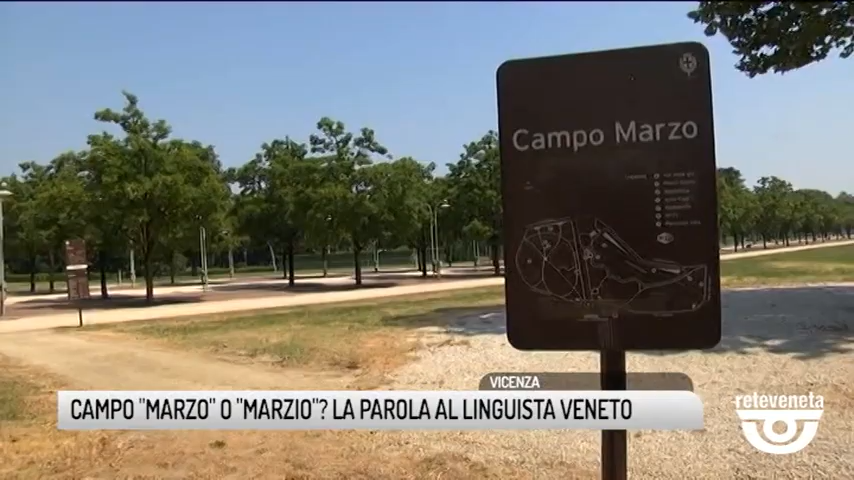 Campo Marzo
VICENZA
CAMPO "MARZO" O "MARZIO"? LA PAROLA AL LINGUISTA VENETO
reteveneta